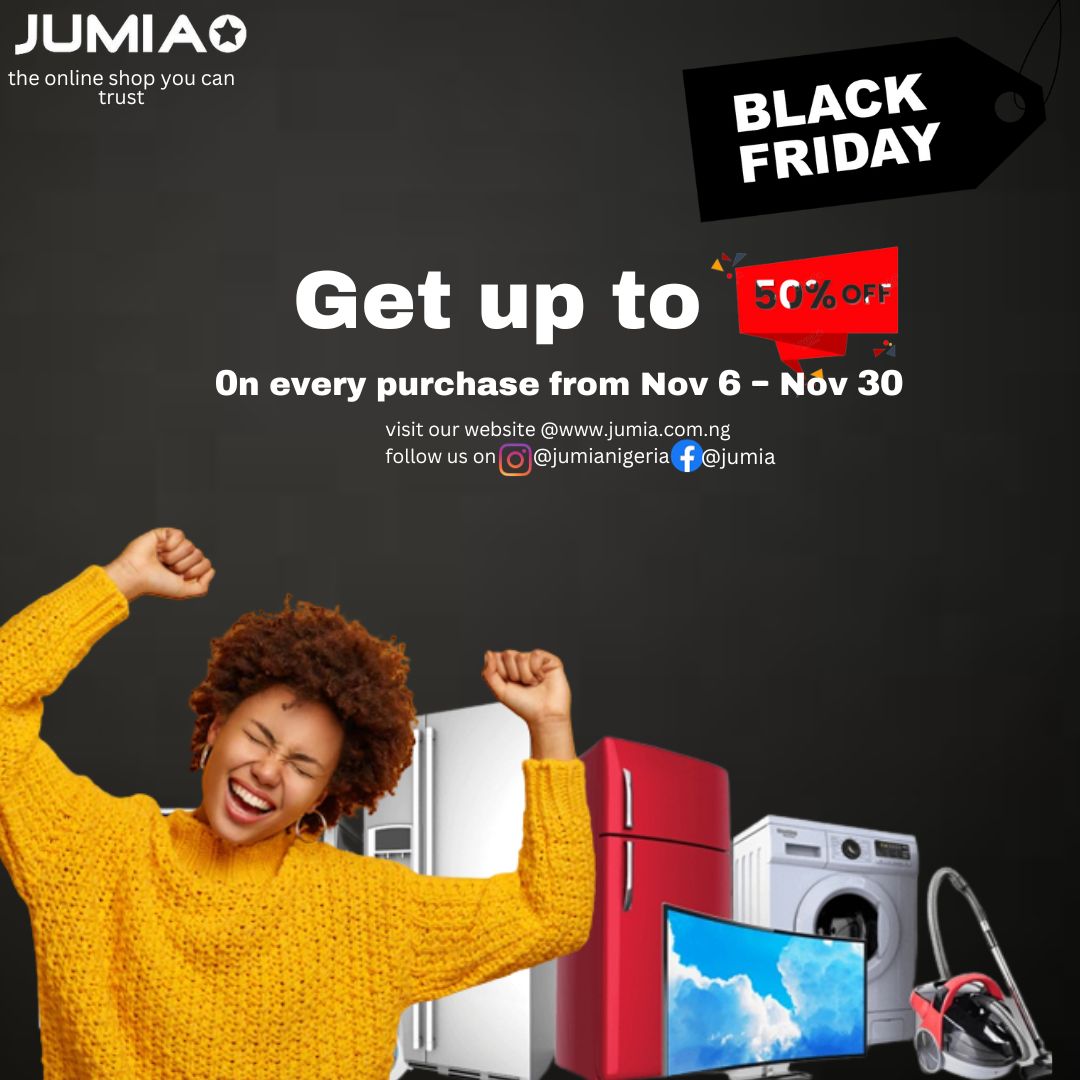 JUMIA
the online shop you can
trust
BLACK
FRIDAY
Get up to
50% OFF
On every purchase from Nov 6 - Nov 30
visit our website @www.jumia.com.ng
follow us on @jumianigeria @jumia